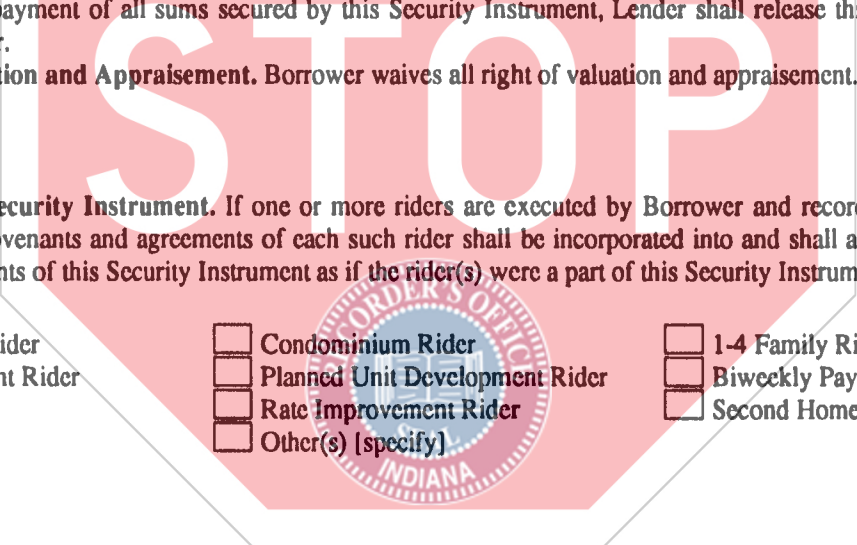 payment of all sums secured by this Security Instrument, Lender shall release th
r.
tion and Appraisement. Borrower waives all right of valuation and appraisement.
ecurity Instrument. If one or more riders are executed by Borrower and recor
venants and agreements of each such rider shall be incorporated into and shall a
nts of this Security Instrument as if the rider(s) were a part of this Security Instrum
ider
Condominium Rider
1-4 Family Ri
nt Rider
Planned Unit Development Rider
Biweekly Pay
Rate Improvement Rider
Second Home
Other(s) [specify]
STOP
RECORDER'S OFFICE
SEAL
INDIANA